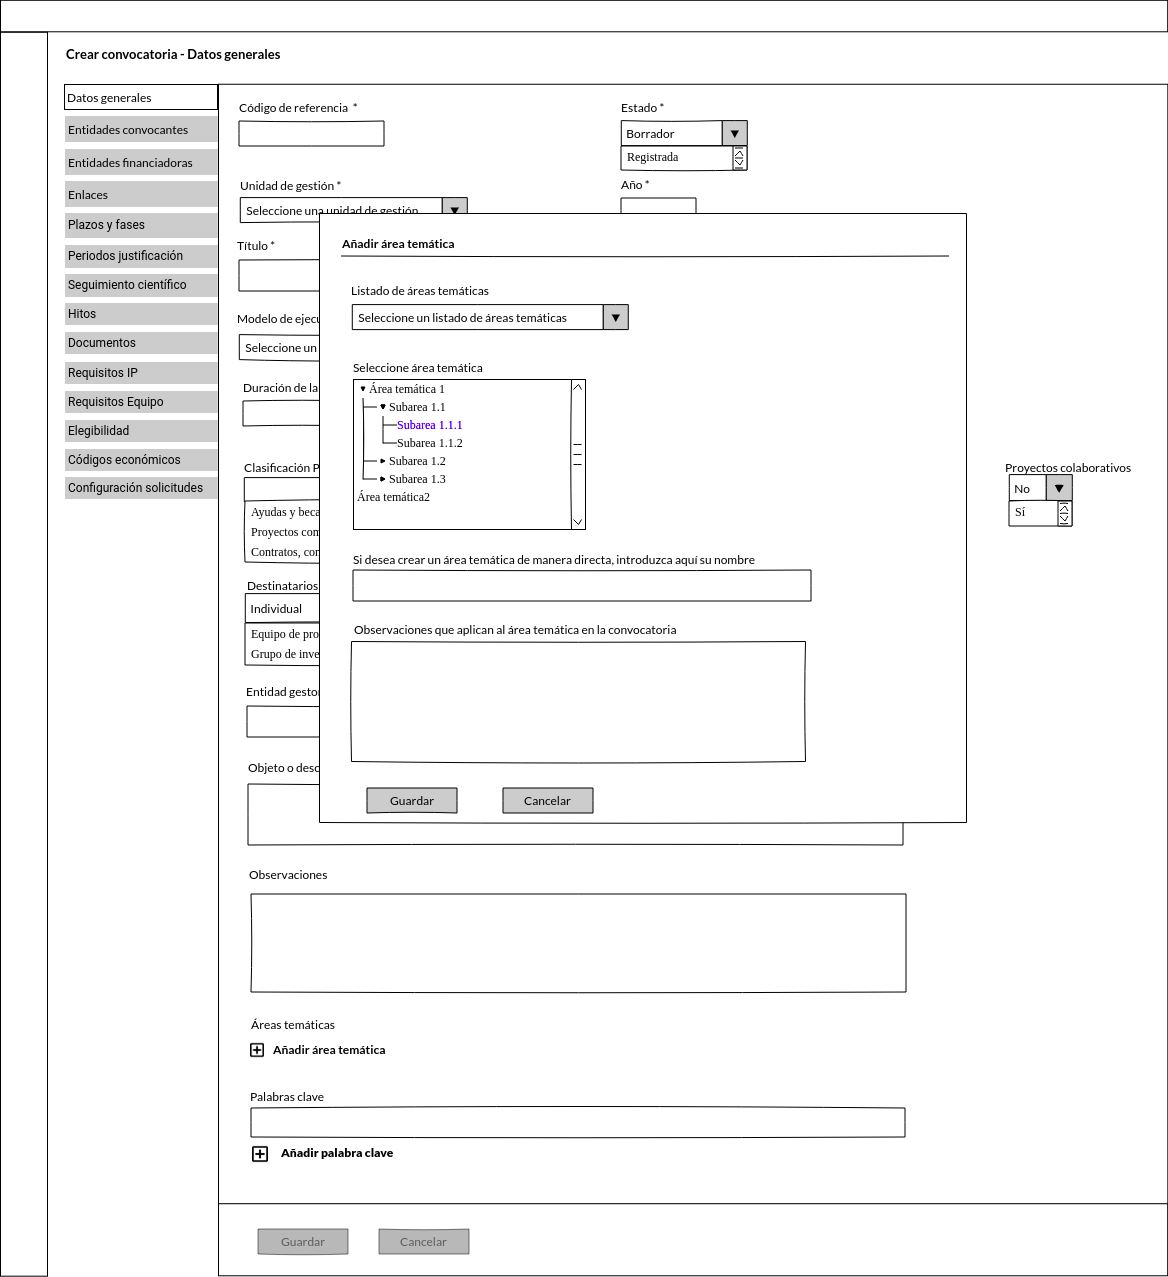 Crear convocatoria - Datos generales
Datos generales
Entidades convocantes
Entidades financiadoras
Enlaces
Plazos y fases
Periodos justificación
Seguimiento científico
Hitos
Documentos
Requisitos IP
Requisitos Equipo
Elegibilidad
Códigos económicos
Configuración solicitudes
Código de referencia *
Estado *
Borrador
Registrada
Unidad de gestión *
Año *
Seleccione una unidad de gestión
Título *
Modelo de ejecu
Seleccione un
Duración de la
Clasificación P
Ayudas y beca
Proyectos com
Contratos, con
Destinatarios
Individual
Equipo de pro
Grupo de inve
Entidad gestor
Objeto o desc
Proyectos colaborativos
No
Sí
Añadir área temática
Listado de áreas temáticas
Seleccione un listado de áreas temáticas
Seleccione área temática
Área temática 1
Subarea 1.1
Subarea 1.1.1
Subarea 1.1.2
Subarea 1.2
Subarea 1.3
Área temática2
Si desea crear un área temática de manera directa, introduzca aquí su nombre
Observaciones que aplican al área temática en la convocatoria
Guardar
Cancelar
Observaciones
Áreas temáticas
Añadir área temática
Palabras clave
Añadir palabra clave
Guardar
Cancelar